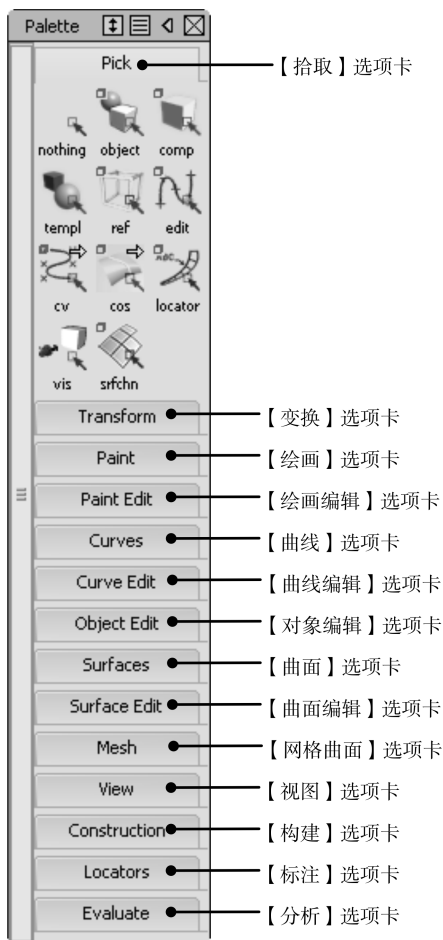 Palette
Pick 【拾取】选项卡
nothing object comp
templ ref edit
cv cos locator
vis srfchn
Transform 【变换】选项卡
Paint 【绘画】选项卡
Paint Edit 【绘画编辑】选项卡
Curves 【曲线】选项卡
Curve Edit 【曲线编辑】选项卡
Object Edit 【对象编辑】选项卡
Surfaces 【曲面】选项卡
Surface Edit 【曲面编辑】选项卡
Mesh 【网格曲面】选项卡
View 【视图】选项卡
Construction 【构建】选项卡
Locators 【标注】选项卡
Evaluate 【分析】选项卡